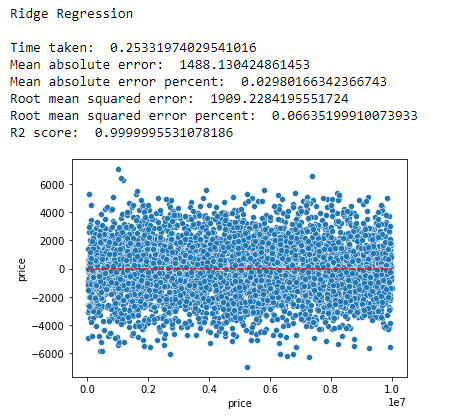 Ridge Regression
Time taken:  0.25331974029541016
Mean absolute error:  1488.130424861453
Mean absolute error percent:  0.02980166342366743
Root mean squared error:  1909.2284195551724
Root mean squared error percent:  0.06635199910073933
R2 score:  0.9999995531078186
6000
4000
2000
0
−2000
−4000
−6000
price
0.0 0.2 0.4 0.6 0.8 1.0
1e7
price